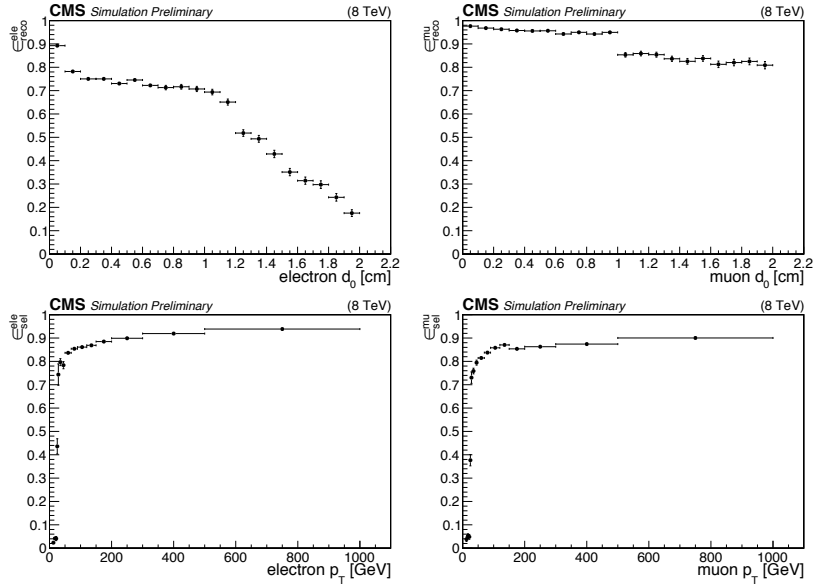 CMS Simulation Preliminary (8 TeV)
∈ ele reco
1
0.9
0.8
0.7
0.6
0.5
0.4
0.3
0.2
0.1
0
0 0.2 0.4 0.6 0.8 1 1.2 1.4 1.6 1.8 2 2.2
electron d0 [cm]
CMS Simulation Preliminary (8 TeV)
∈ mu reco
1
0.9
0.8
0.7
0.6
0.5
0.4
0.3
0.2
0.1
0
0 0.2 0.4 0.6 0.8 1 1.2 1.4 1.6 1.8 2 2.2
muon d0 [cm]
CMS Simulation Preliminary (8 TeV)
∈ ele sel
1
0.9
0.8
0.7
0.6
0.5
0.4
0.3
0.2
0.1
0
0 200 400 600 800 1000
electron pT [GeV]
CMS Simulation Preliminary (8 TeV)
∈ mu sel
1
0.9
0.8
0.7
0.6
0.5
0.4
0.3
0.2
0.1
0
0 200 400 600 800 1000
muon pT [GeV]